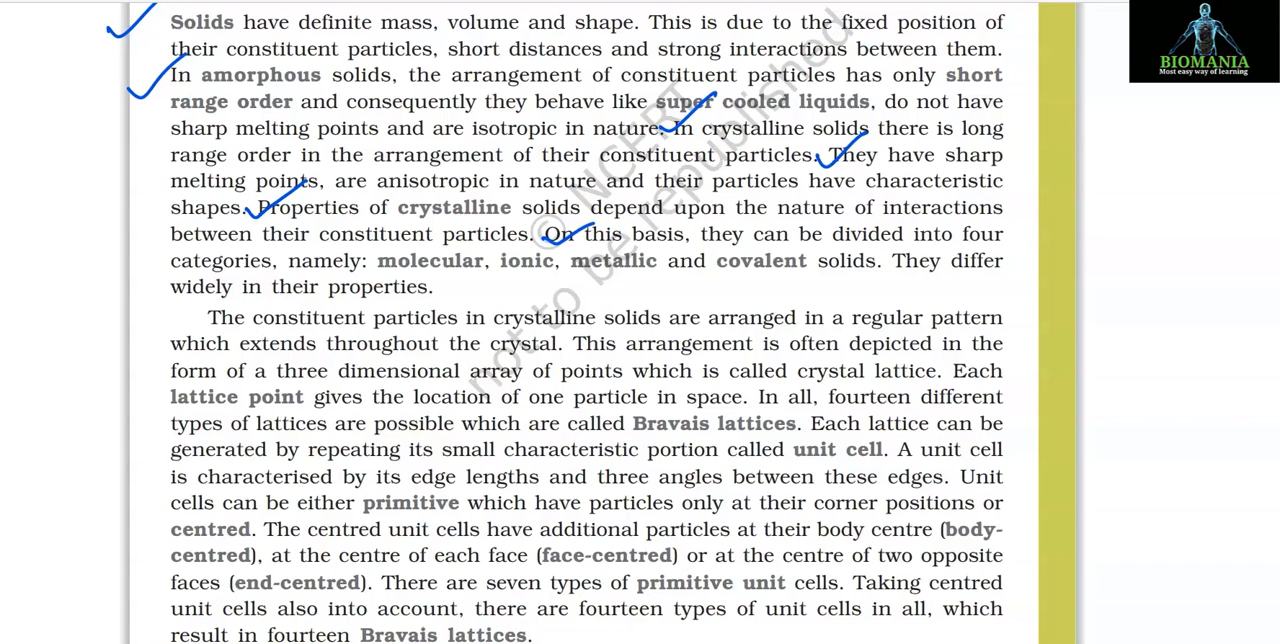 Solids have definite mass, volume and shape. This is due to the fixed position of
their constituent particles, short distances and strong interactions between them.
In amorphous solids, the arrangement of constituent particles has only short
range order and consequently they behave like super cooled liquids, do not have
sharp melting points and are isotropic in nature. In crystalline solids there is long
range order in the arrangement of their constituent particles. They have sharp
melting points, are anisotropic in nature and their particles have characteristic
shapes. Properties of crystalline solids depend upon the nature of interactions
between their constituent particles. On this basis, they can be divided into four
categories, namely: molecular, ionic, metallic and covalent solids. They differ
widely in their properties.
The constituent particles in crystalline solids are arranged in a regular pattern
which extends throughout the crystal. This arrangement is often depicted in the
form of a three dimensional array of points which is called crystal lattice. Each
lattice point gives the location of one particle in space. In all, fourteen different
types of lattices are possible which are called Bravais lattices. Each lattice can be
generated by repeating its small characteristic portion called unit cell. A unit cell
is characterised by its edge lengths and three angles between these edges. Unit
cells can be either primitive which have particles only at their corner positions or
centred. The centred unit cells have additional particles at their body centre (body-
centred), at the centre of each face (face-centred) or at the centre of two opposite
faces (end-centred). There are seven types of primitive unit cells. Taking centred
unit cells also into account, there are fourteen types of unit cells in all, which
result in fourteen Bravais lattices.
© NCERT
not to be republished
BIOMANIA
Most easy way of learning